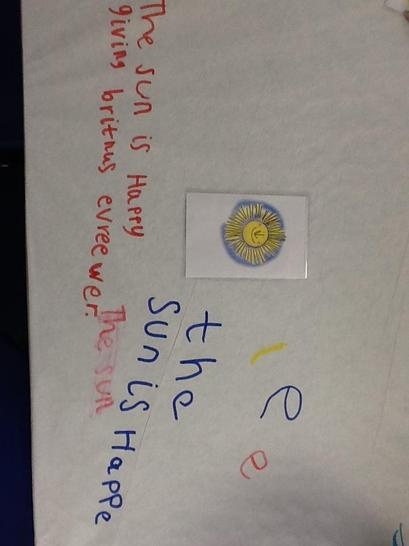 e
e
the
sun is Happe
The sun is Happy
giving britnus evreewer.
The sun